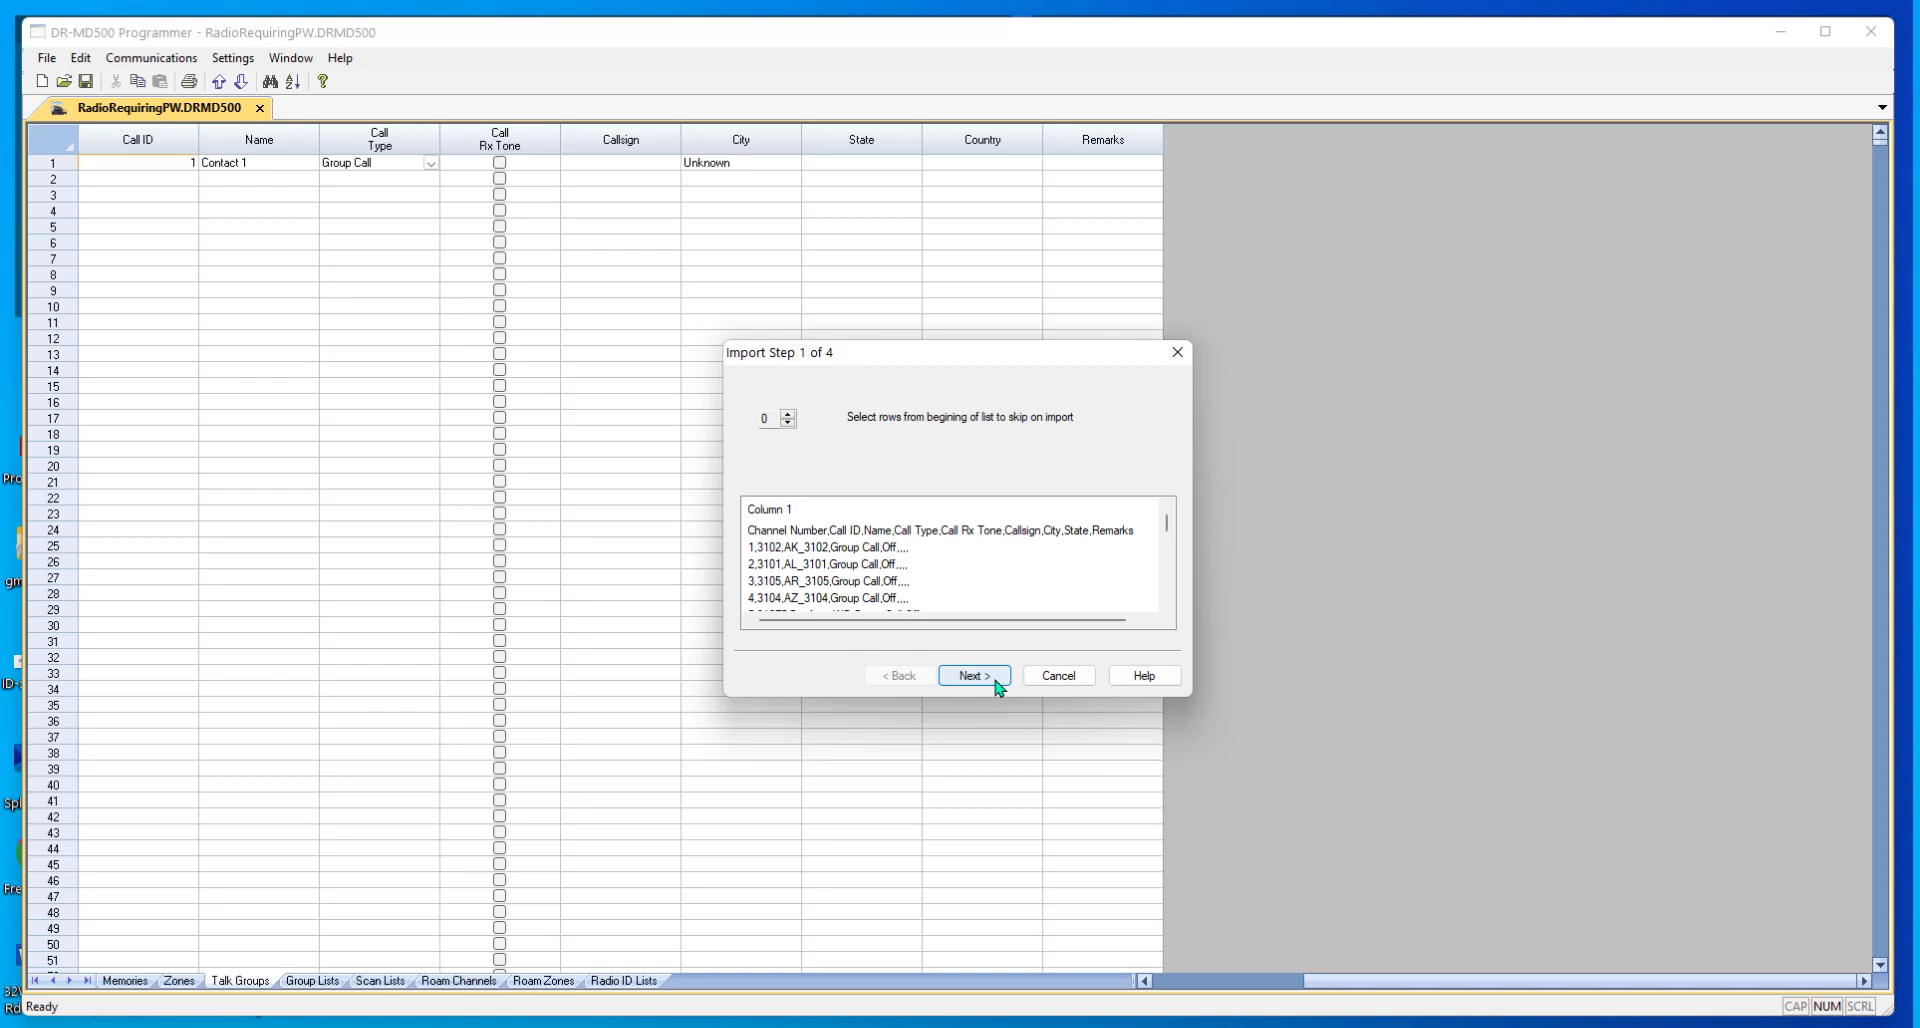 DR-MD500 Programmer - RadioRequiringPW.DRMD500
File Edit Communications Settings Window Help
RadioRequiringPW.DRMD500
Call ID Name Call Type Call Rx Tone Callsign City State Country Remarks
1 1 Contact 1 Group Call Unknown
2
3
4
5
6
7
8
9
10
11
12
13
14
15
16
17
18
19
20
21
22
23
24
25
26
27
28
29
30
31
32
33
34
35
36
37
38
39
40
41
42
43
44
45
46
47
48
49
50
51
Import Step 1 of 4
0 Select rows from begining of list to skip on import
Column 1
Channel Number,Call ID,Name,Call Type,Call Rx Tone,Callsign,City,State,Remarks
1,3102,AK_3102,Group Call,Off,,,,
2,3101,AL_3101,Group Call,Off,,,,
3,3105,AR_3105,Group Call,Off,,,,
4,3104,AZ_3104,Group Call,Off,,,,
< Back Next > Cancel Help
Memories Zones Talk Groups Group Lists Scan Lists Roam Channels Roam Zones Radio ID Lists
Ready CAP NUM SCRL
Pro
gm
ID-
Spl
Fre